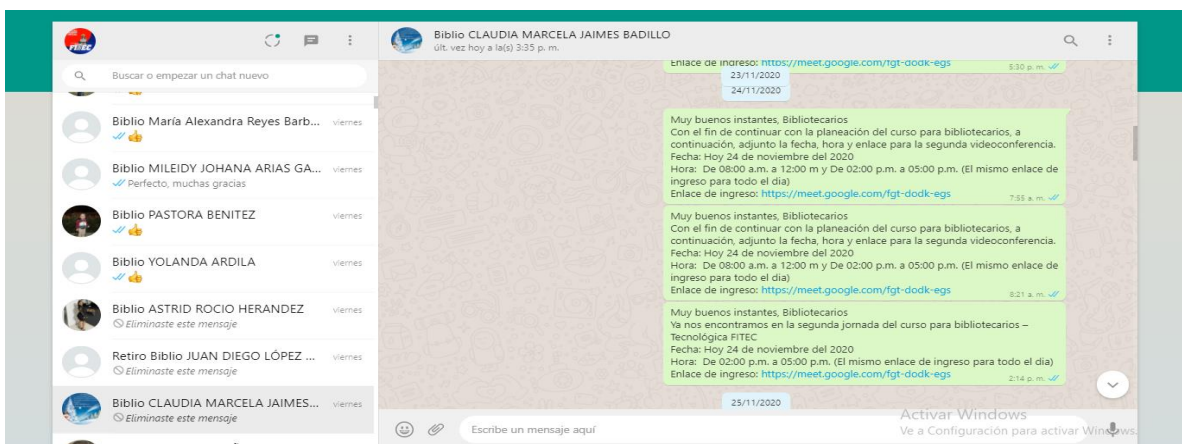 FITEC
Buscar o empezar un chat nuevo
Biblio María Alexandra Reyes Barb... viernes
Biblio MILEIDY JOHANA ARIAS GA... viernes
Perfecto, muchas gracias
Biblio PASTORA BENITEZ viernes
Biblio YOLANDA ARDILA viernes
Biblio ASTRID ROCIO HERANDEZ viernes
Eliminaste este mensaje
Retiro Biblio JUAN DIEGO LÓPEZ ... viernes
Eliminaste este mensaje
Biblio CLAUDIA MARCELA JAIMES... viernes
Eliminaste este mensaje
Biblio CLAUDIA MARCELA JAIMES BADILLO
últ. vez hoy a la(s) 3:35 p. m.
Enlace de ingreso: https://meet.google.com/fgt-dodk-egs 5:30 p. m.
23/11/2020
24/11/2020
Muy buenos instantes, Bibliotecarios
Con el fin de continuar con la planeación del curso para bibliotecarios, a
continuación, adjunto la fecha, hora y enlace para la segunda videoconferencia.
Fecha: Hoy 24 de noviembre del 2020
Hora: De 08:00 a.m. a 12:00 m y De 02:00 p.m. a 05:00 p.m. (El mismo enlace de
ingreso para todo el día)
Enlace de ingreso: https://meet.google.com/fgt-dodk-egs 7:55 a. m.
Muy buenos instantes, Bibliotecarios
Con el fin de continuar con la planeación del curso para bibliotecarios, a
continuación, adjunto la fecha, hora y enlace para la segunda videoconferencia.
Fecha: Hoy 24 de noviembre del 2020
Hora: De 08:00 a.m. a 12:00 m y De 02:00 p.m. a 05:00 p.m. (El mismo enlace de
ingreso para todo el día)
Enlace de ingreso: https://meet.google.com/fgt-dodk-egs 8:21 a. m.
Muy buenos instantes, Bibliotecarios
Ya nos encontramos en la segunda jornada del curso para bibliotecarios –
Tecnológica FITEC
Fecha: Hoy 24 de noviembre del 2020
Hora: De 02:00 p.m. a 05:00 p.m. (El mismo enlace de ingreso para todo el día)
Enlace de ingreso: https://meet.google.com/fgt-dodk-egs 2:14 p. m.
25/11/2020
Escribe un mensaje aquí
Activar Windows
Ve a Configuración para activar Windows.